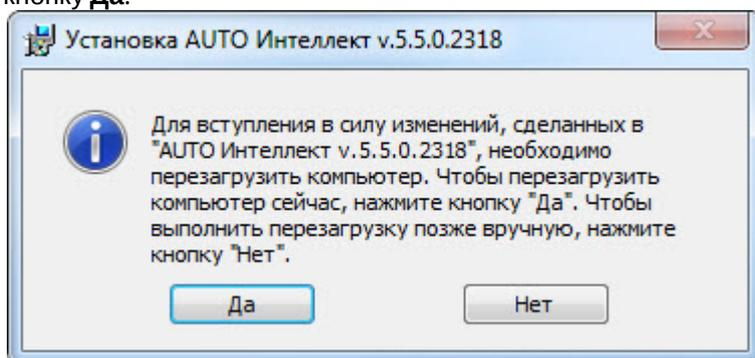 кнопку Да.
Установка AUTO Интеллект v.5.5.0.2318
Для вступления в силу изменений, сделанных в
"AUTO Интеллект v.5.5.0.2318", необходимо
перезагрузить компьютер. Чтобы перезагрузить
компьютер сейчас, нажмите кнопку "Да". Чтобы
выполнить перезагрузку позже вручную, нажмите
кнопку "Нет".
Да
Нет